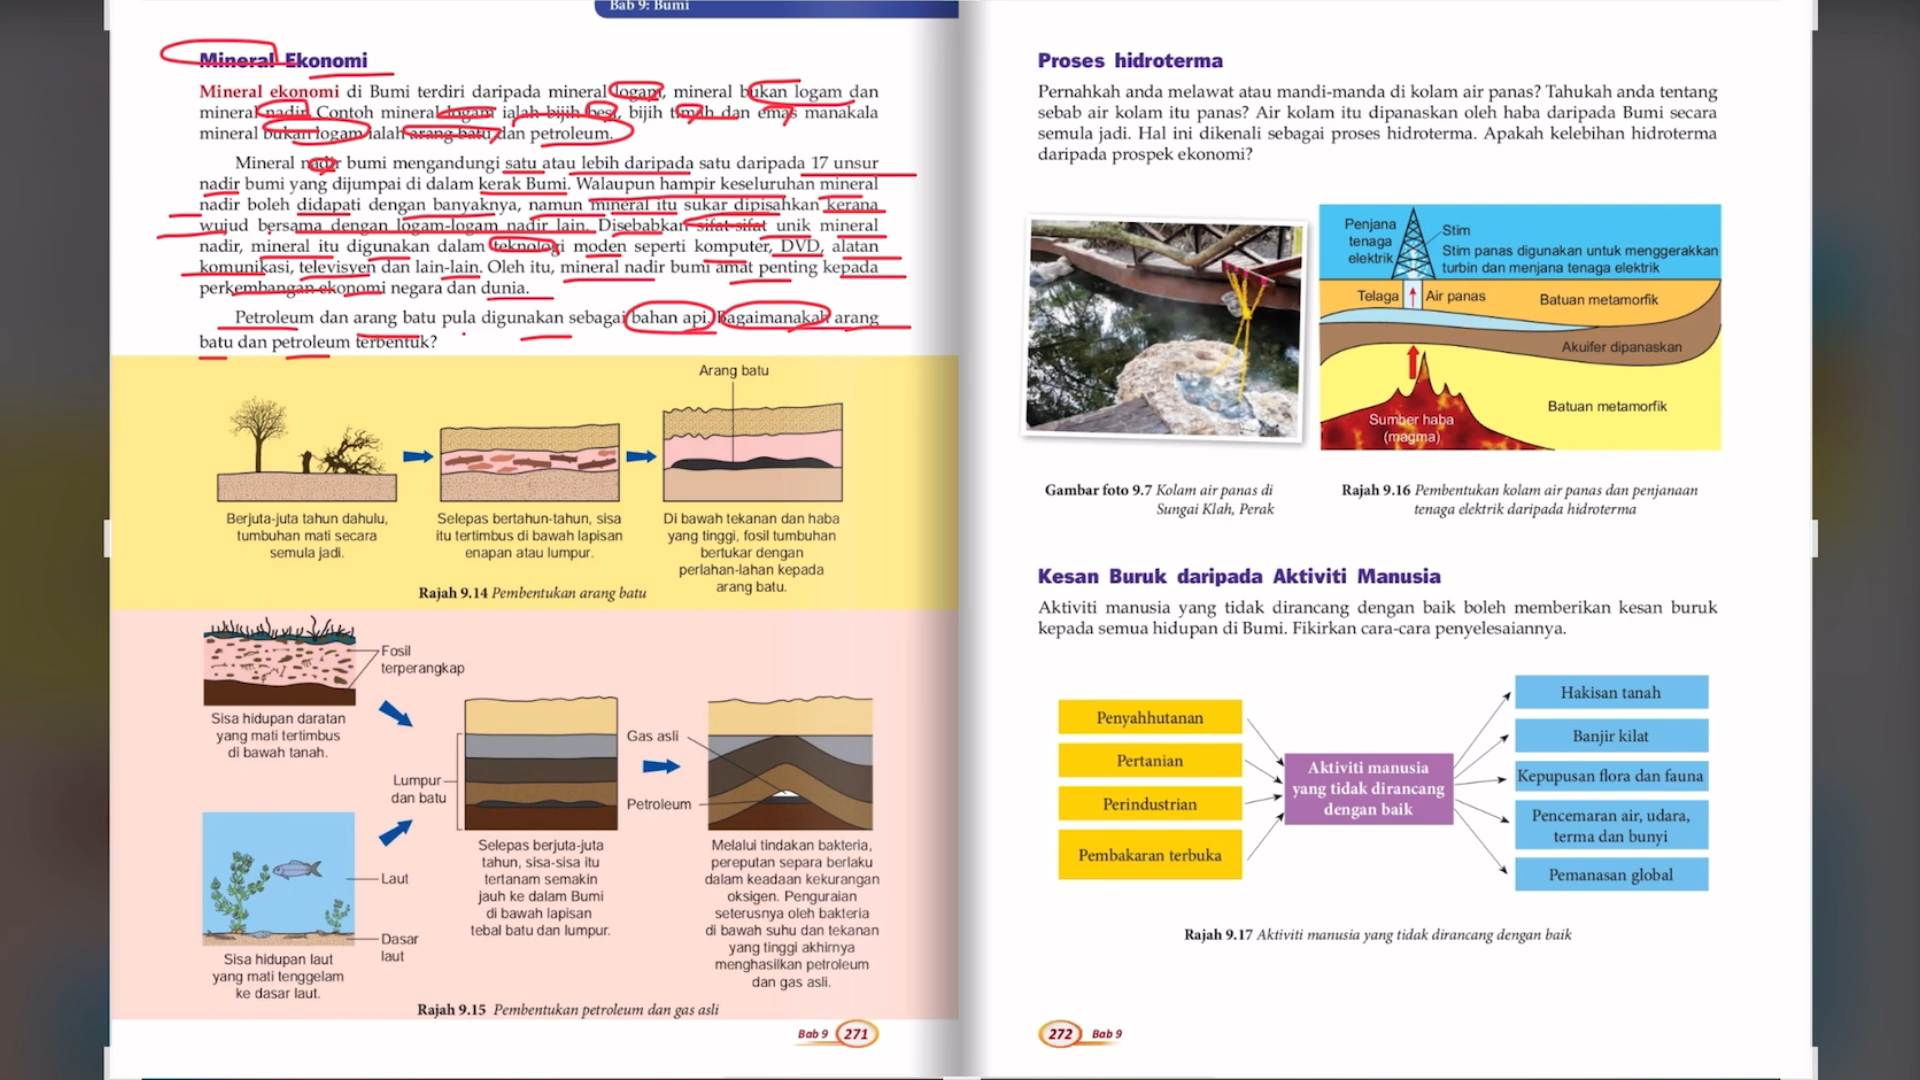 Bab 9: Bumi
Mineral Ekonomi
Mineral ekonomi di Bumi terdiri daripada mineral logam, mineral bukan logam dan
mineral nadir. Contoh mineral logam ialah bijih besi, bijih timah dan emas manakala
mineral bukan logam ialah arang batu dan petroleum.
Mineral nadir bumi mengandungi satu atau lebih daripada satu daripada 17 unsur
nadir bumi yang dijumpai di dalam kerak Bumi. Walaupun hampir keseluruhan mineral
nadir boleh didapati dengan banyaknya, namun mineral itu sukar dipisahkan kerana
wujud bersama dengan logam-logam nadir lain. Disebabkan sifat-sifat unik mineral
nadir, mineral itu digunakan dalam teknologi moden seperti komputer, DVD, alatan
komunikasi, televisyen dan lain-lain. Oleh itu, mineral nadir bumi amat penting kepada
perkembangan ekonomi negara dan dunia.
Petroleum dan arang batu pula digunakan sebagai bahan api. Bagaimanakah arang
batu dan petroleum terbentuk?
Arang batu
Berjuta-juta tahun dahulu,
tumbuhan mati secara
semula jadi.
Selepas bertahun-tahun, sisa
itu tertimbus di bawah lapisan
enapan atau lumpur.
Di bawah tekanan dan haba
yang tinggi, fosil tumbuhan
bertukar dengan
perlahan-lahan kepada
arang batu.
Rajah 9.14 Pembentukan arang batu
Fosil
terperangkap
Sisa hidupan daratan
yang mati tertimbus
di bawah tanah.
Lumpur
dan batu
Gas asli
Petroleum
Laut
Dasar
laut
Sisa hidupan laut
yang mati tenggelam
ke dasar laut.
Selepas berjuta-juta
tahun, sisa-sisa itu
tertanam semakin
jauh ke dalam Bumi
di bawah lapisan
tebal batu dan lumpur.
Melalui tindakan bakteria,
pereputan separa berlaku
dalam keadaan kekurangan
oksigen. Penguraian
seterusnya oleh bakteria
di bawah suhu dan tekanan
yang tinggi akhirnya
menghasilkan petroleum
dan gas asli.
Rajah 9.15 Pembentukan petroleum dan gas asli
Bab 9 271
Proses hidroterma
Pernahkah anda melawat atau mandi-manda di kolam air panas? Tahukah anda tentang
sebab air kolam itu panas? Air kolam itu dipanaskan oleh haba daripada Bumi secara
semula jadi. Hal ini dikenali sebagai proses hidroterma. Apakah kelebihan hidroterma
daripada prospek ekonomi?
Penjana
tenaga
elektrik
Stim
Stim panas digunakan untuk menggerakkan
turbin dan menjana tenaga elektrik
Telaga
Air panas
Batuan metamorfik
Akuifer dipanaskan
Batuan metamorfik
Sumber haba
(magma)
Gambar foto 9.7 Kolam air panas di
Sungai Klah, Perak
Rajah 9.16 Pembentukan kolam air panas dan penjanaan
tenaga elektrik daripada hidroterma
Kesan Buruk daripada Aktiviti Manusia
Aktiviti manusia yang tidak dirancang dengan baik boleh memberikan kesan buruk
kepada semua hidupan di Bumi. Fikirkan cara-cara penyelesaiannya.
Penyahhutanan
Pertanian
Perindustrian
Pembakaran terbuka
Aktiviti manusia
yang tidak dirancang
dengan baik
Hakisan tanah
Banjir kilat
Kepupusan flora dan fauna
Pencemaran air, udara,
terma dan bunyi
Pemanasan global
Rajah 9.17 Aktiviti manusia yang tidak dirancang dengan baik
272 Bab 9